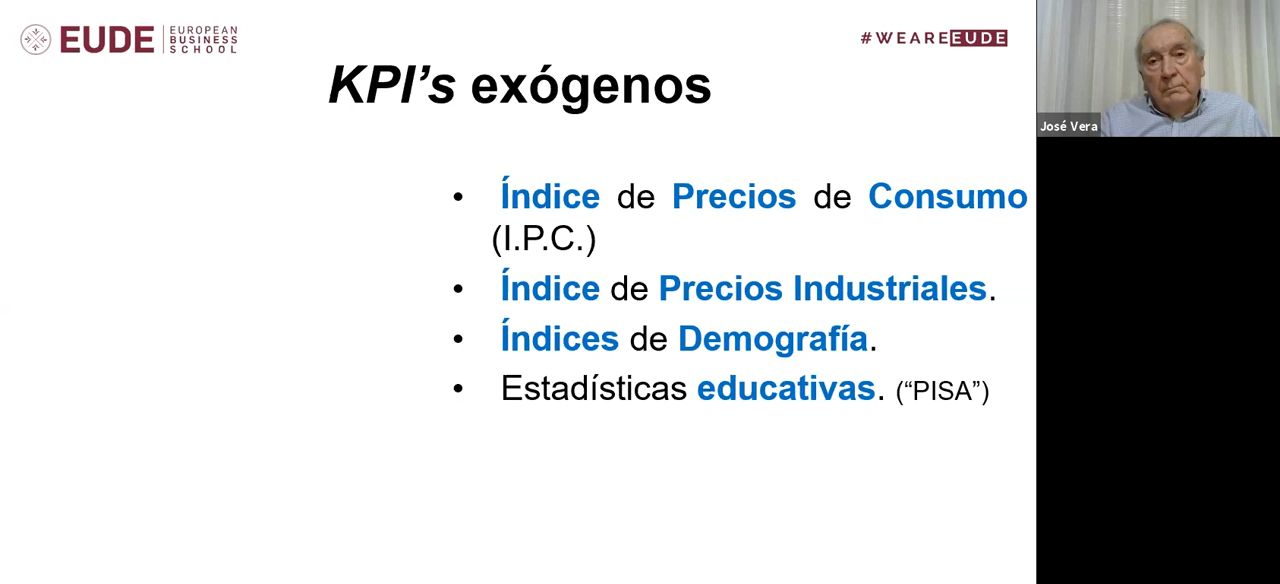 EUDE
EUROPEAN
BUSINESS
SCHOOL
#WEAREEUDE
KPI’s exógenos
José Vera
• Índice de Precios de Consumo
(I.P.C.)
• Índice de Precios Industriales.
• Índices de Demografía.
• Estadísticas educativas. (“PISA”)